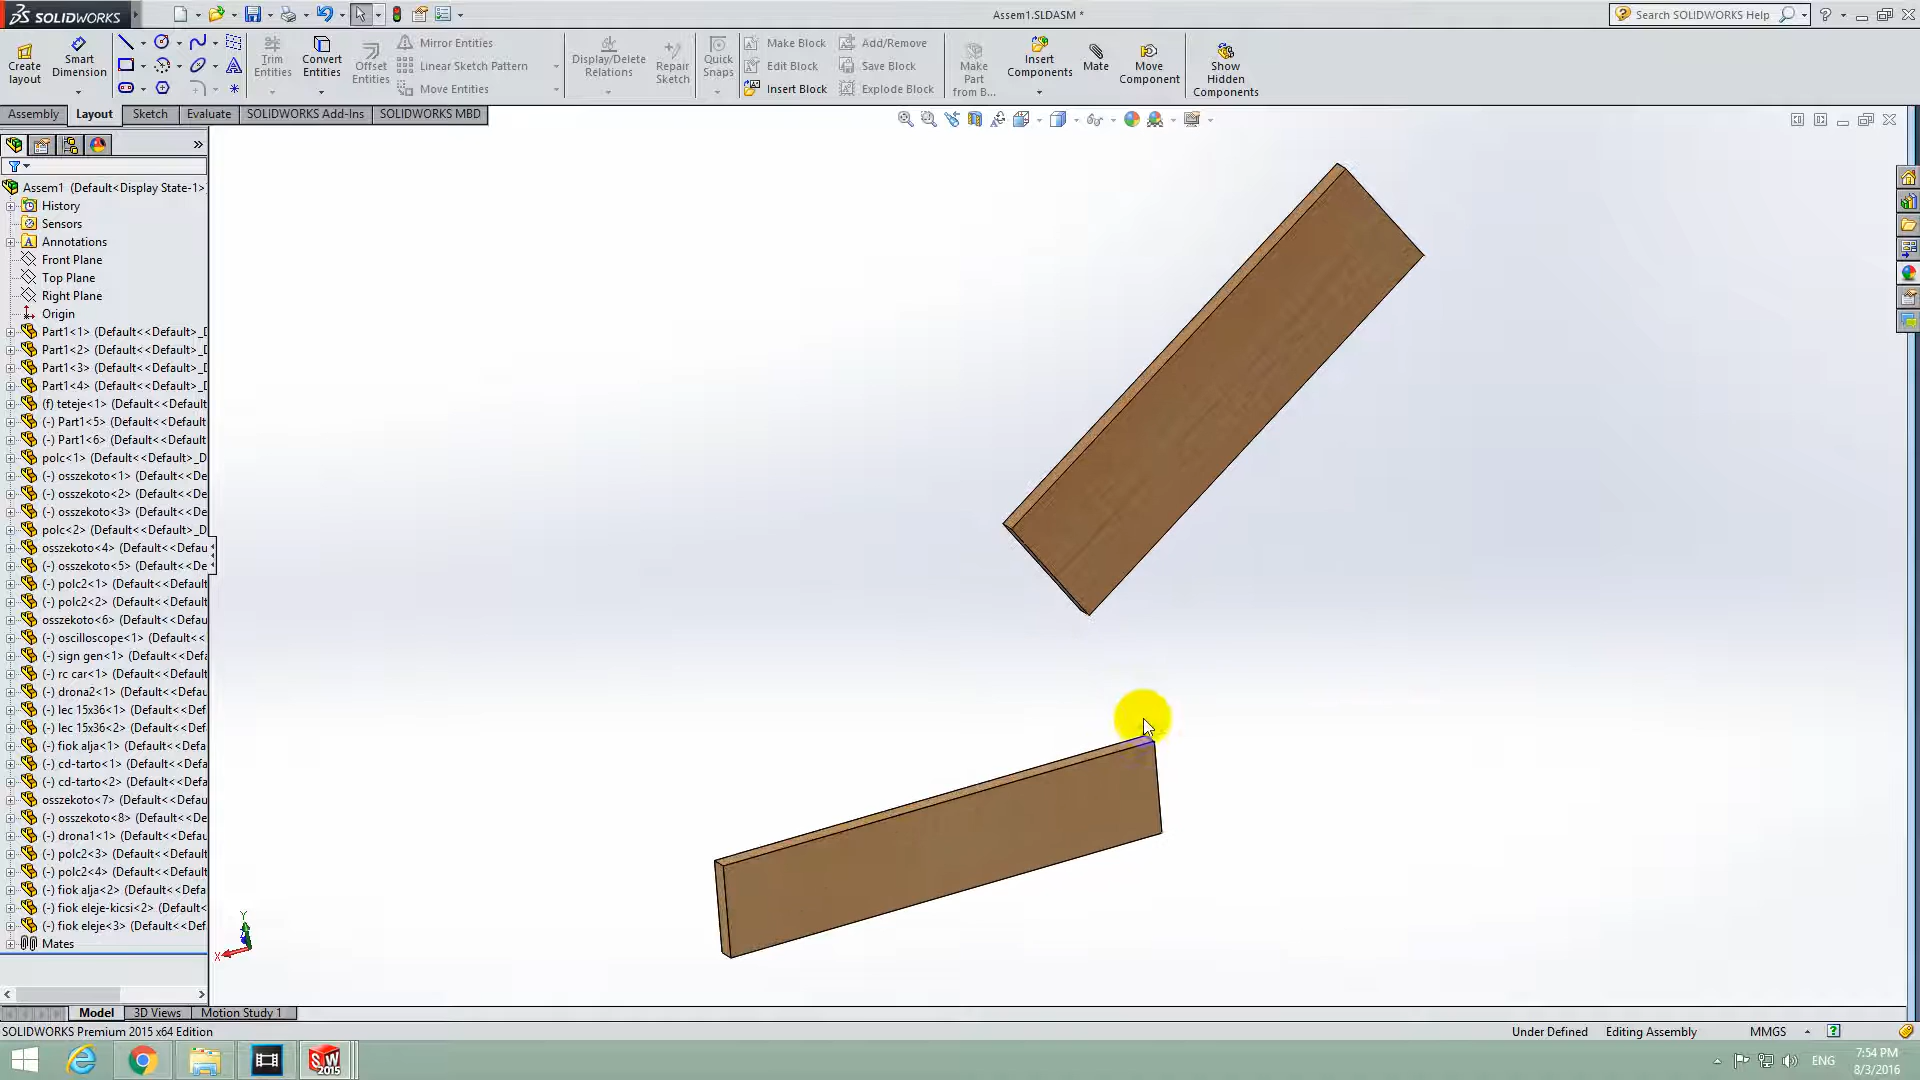 SOLIDWORKS
Assem1.SLDASM *
Search SOLIDWORKS Help
Create layout
Smart Dimension
Trim Entities
Convert Entities
Offset Entities
Mirror Entities
Linear Sketch Pattern
Move Entities
Display/Delete Relations
Repair Sketch
Quick Snaps
Make Block
Edit Block
Insert Block
Add/Remove
Save Block
Explode Block
Make Part from B...
Insert Components
Mate
Move Component
Show Hidden Components
Assembly
Layout
Sketch
Evaluate
SOLIDWORKS Add-Ins
SOLIDWORKS MBD
Assem1 (Default<Display State-1>
History
Sensors
Annotations
Front Plane
Top Plane
Right Plane
Origin
Part1<1> (Default<<Default>_D
Part1<2> (Default<<Default>_D
Part1<3> (Default<<Default>_D
Part1<4> (Default<<Default>_D
(f) teteje<1> (Default<<Default
(-) Part1<5> (Default<<Default
(-) Part1<6> (Default<<Default
polc<1> (Default<<Default>_D
(-) osszekoto<1> (Default<<De
(-) osszekoto<2> (Default<<De
(-) osszekoto<3> (Default<<De
polc<2> (Default<<Default>_D
osszekoto<4> (Default<<Defau
(-) osszekoto<5> (Default<<De
(-) polc2<1> (Default<<Default
(-) polc2<2> (Default<<Default
osszekoto<6> (Default<<Defau
(-) oscilloscope<1> (Default<<
(-) sign gen<1> (Default<<Def
(-) rc car<1> (Default<<Defaul
(-) drona2<1> (Default<<Defau
(-) lec 15x36<1> (Default<<Def
(-) lec 15x36<2> (Default<<Def
(-) fiok alja<1> (Default<<Defa
(-) cd-tarto<1> (Default<<Defa
(-) cd-tarto<2> (Default<<Defa
osszekoto<7> (Default<<Defau
(-) osszekoto<8> (Default<<De
(-) drona1<1> (Default<<Defau
(-) polc2<3> (Default<<Default
(-) polc2<4> (Default<<Default
(-) fiok alja<2> (Default<<Defa
(-) fiok eleje-kicsi<2> (Default<
(-) fiok eleje<3> (Default<<Def
Mates
Y
X
Model
3D Views
Motion Study 1
SOLIDWORKS Premium 2015 x64 Edition
Under Defined
Editing Assembly
MMGS
SW
2015
ENG
7:54 PM
8/3/2016